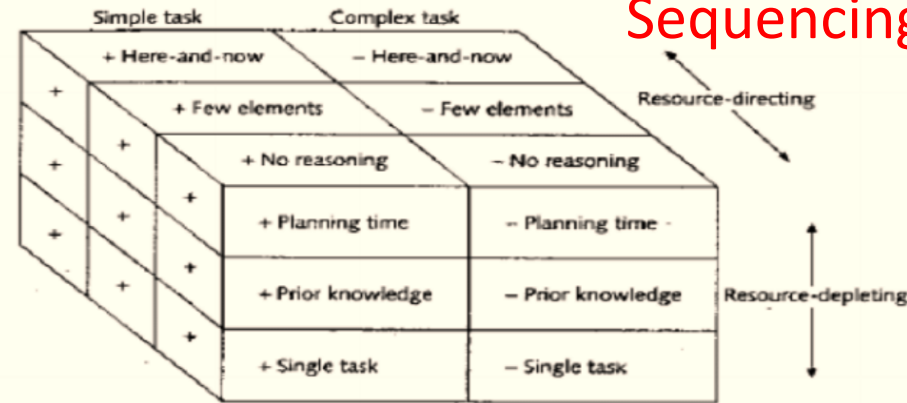 Sequencing
Simple task
Complex task
+ Here-and-now
– Here-and-now
Resource-directing
+ Few elements
– Few elements
+ No reasoning
– No reasoning
+ Planning time
– Planning time
+ Prior knowledge
– Prior knowledge
Resource-depleting
+ Single task
– Single task
+
+
+
+
+
+
+
+
+